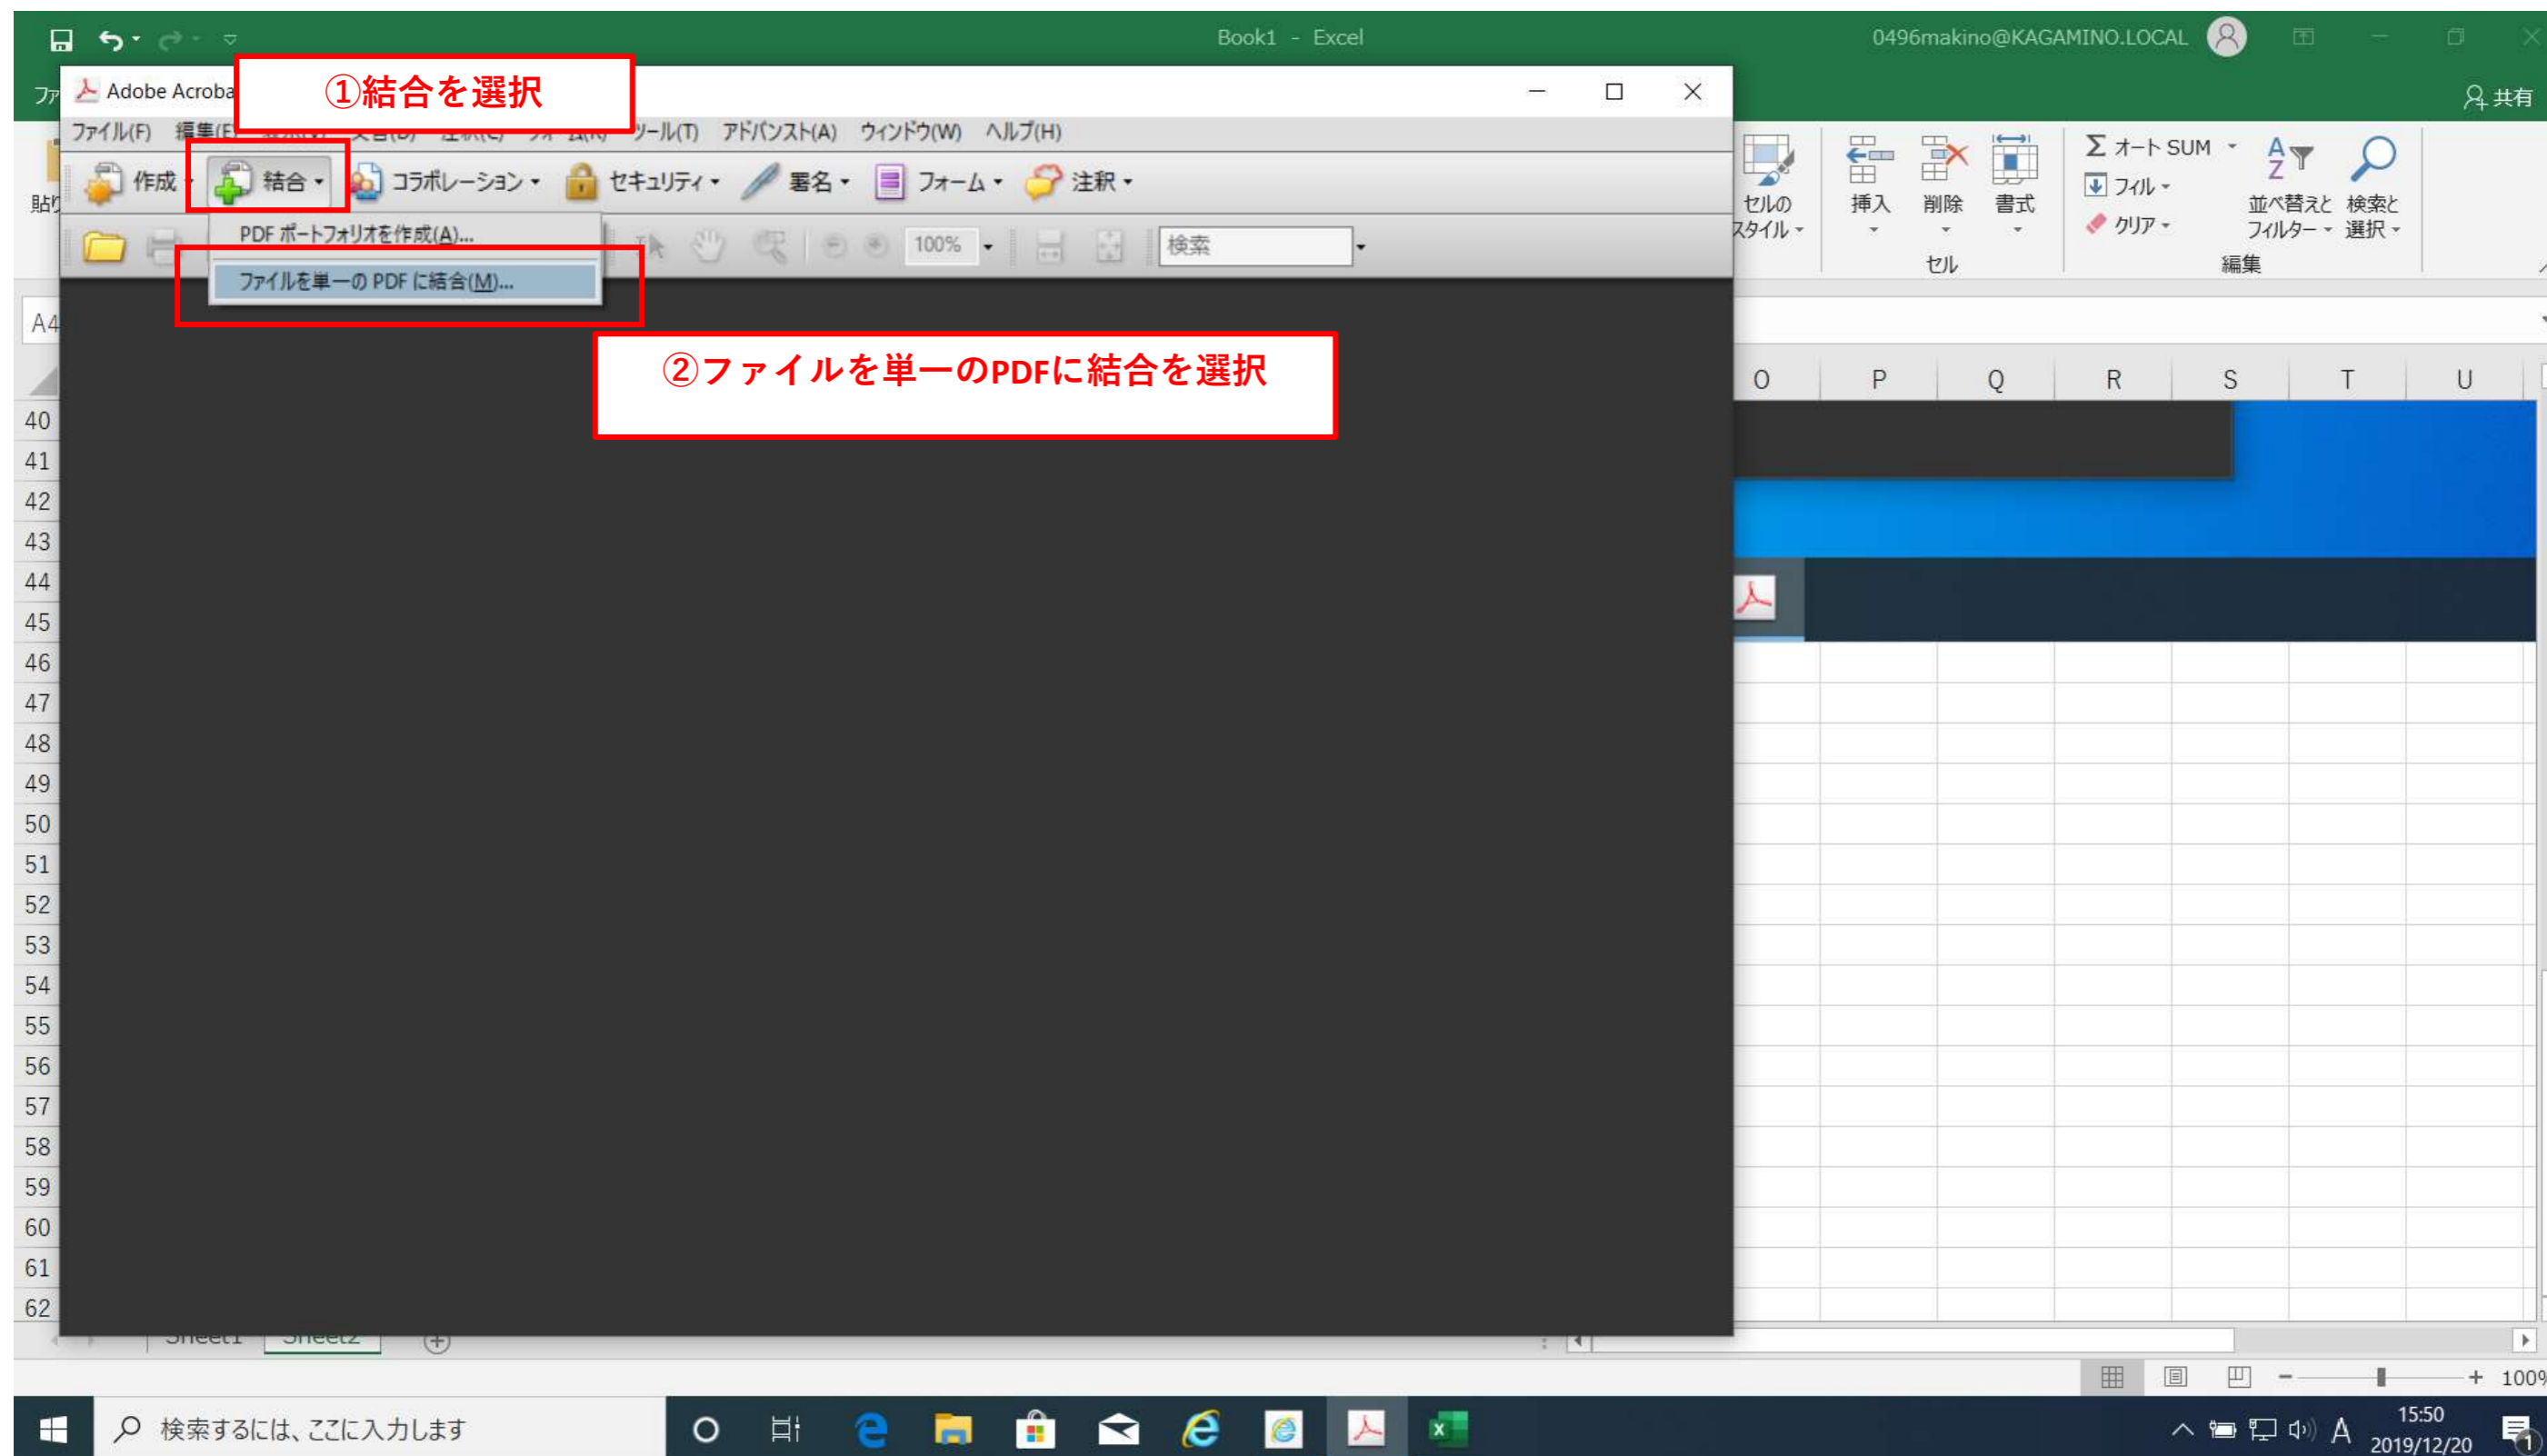 Book1 - Excel
0496makino@KAGAMINO.LOCAL
Adobe Acroba
①結合を選択
共有
ファイル(F) ツール(T) アドバンスト(A) ウィンドウ(W) ヘルプ(H)
作成 結合 コラボレーション セキュリティ 署名 フォーム 注釈
PDF ポートフォリオを作成(A)...
100%
検索
ファイルを単一の PDF に結合(M)...
②ファイルを単一のPDFに結合を選択
セルの
スタイル
挿入 削除 書式
セル
Σ オート SUM
フィル
クリア
並べ替えと
フィルター
検索と
選択
編集
A4
O P Q R S T U
40
41
42
43
44
45
46
47
48
49
50
51
52
53
54
55
56
57
58
59
60
61
62
Sheet1 Sheet2
100%
検索するには、ここに入力します
A
15:50
2019/12/20
1